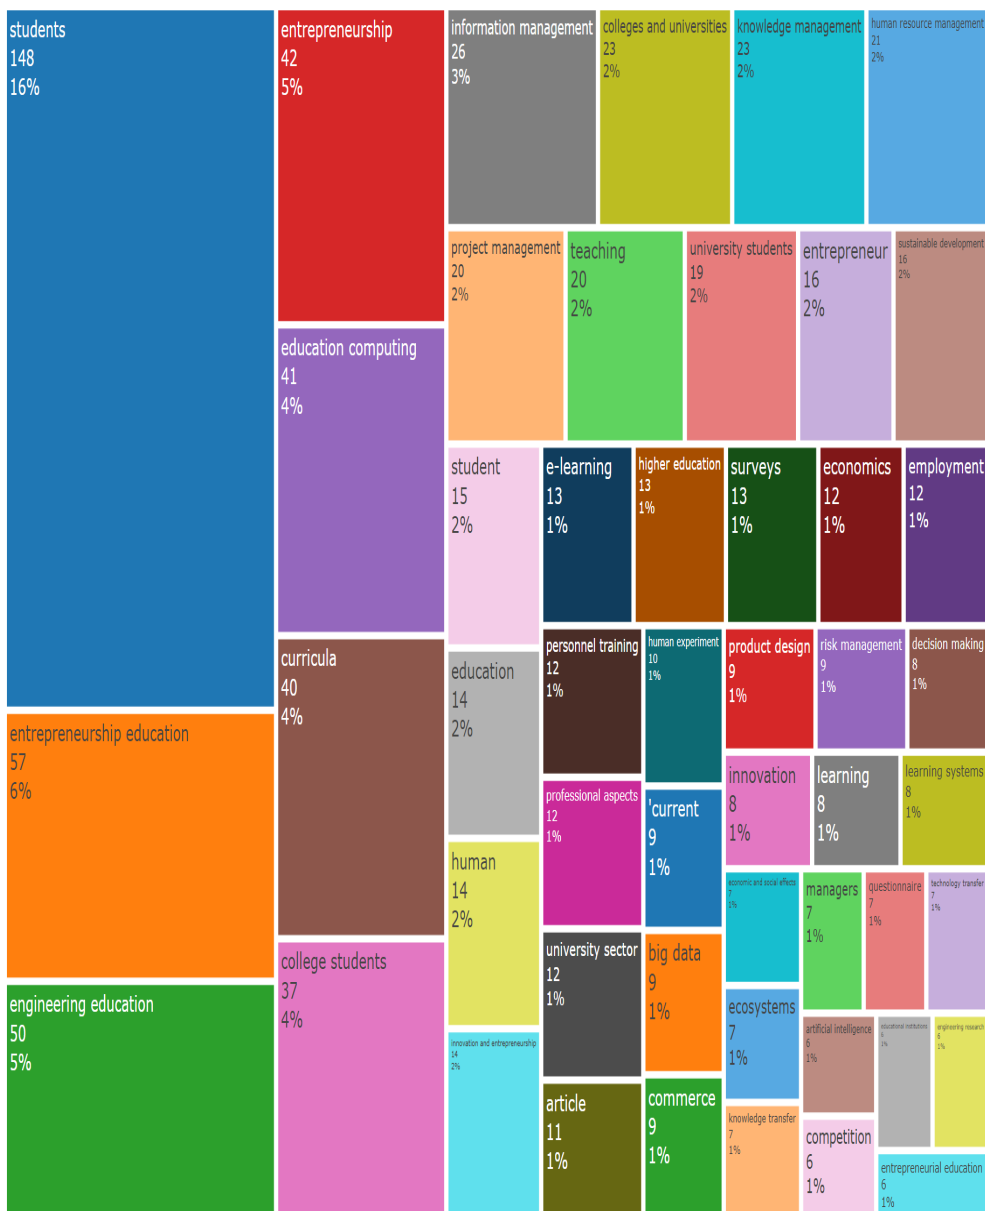 students
148
16%
entrepreneurship education
57
6%
engineering education
50
5%
entrepreneurship
42
5%
education computing
41
4%
curricula
40
4%
college students
37
4%
information management
26
3%
colleges and universities
23
2%
knowledge management
23
2%
human resource management
21
2%
project management
20
2%
teaching
20
2%
university students
19
2%
entrepreneur
16
2%
sustainable development
16
2%
student
15
2%
education
14
2%
human
14
2%
innovation and entrepreneurship
14
2%
e-learning
13
1%
higher education
13
1%
surveys
13
1%
economics
12
1%
employment
12
1%
personnel training
12
1%
professional aspects
12
1%
university sector
12
1%
article
11
1%
human experiment
10
1%
'current
9
1%
big data
9
1%
commerce
9
1%
product design
9
1%
risk management
9
1%
decision making
8
1%
innovation
8
1%
learning
8
1%
learning systems
8
1%
economic and social effects
7
1%
ecosystems
7
1%
knowledge transfer
7
1%
managers
7
1%
questionnaire
7
1%
technology transfer
7
1%
artificial intelligence
6
1%
competition
6
1%
educational institutions
6
1%
engineering research
6
1%
entrepreneurial education
6
1%